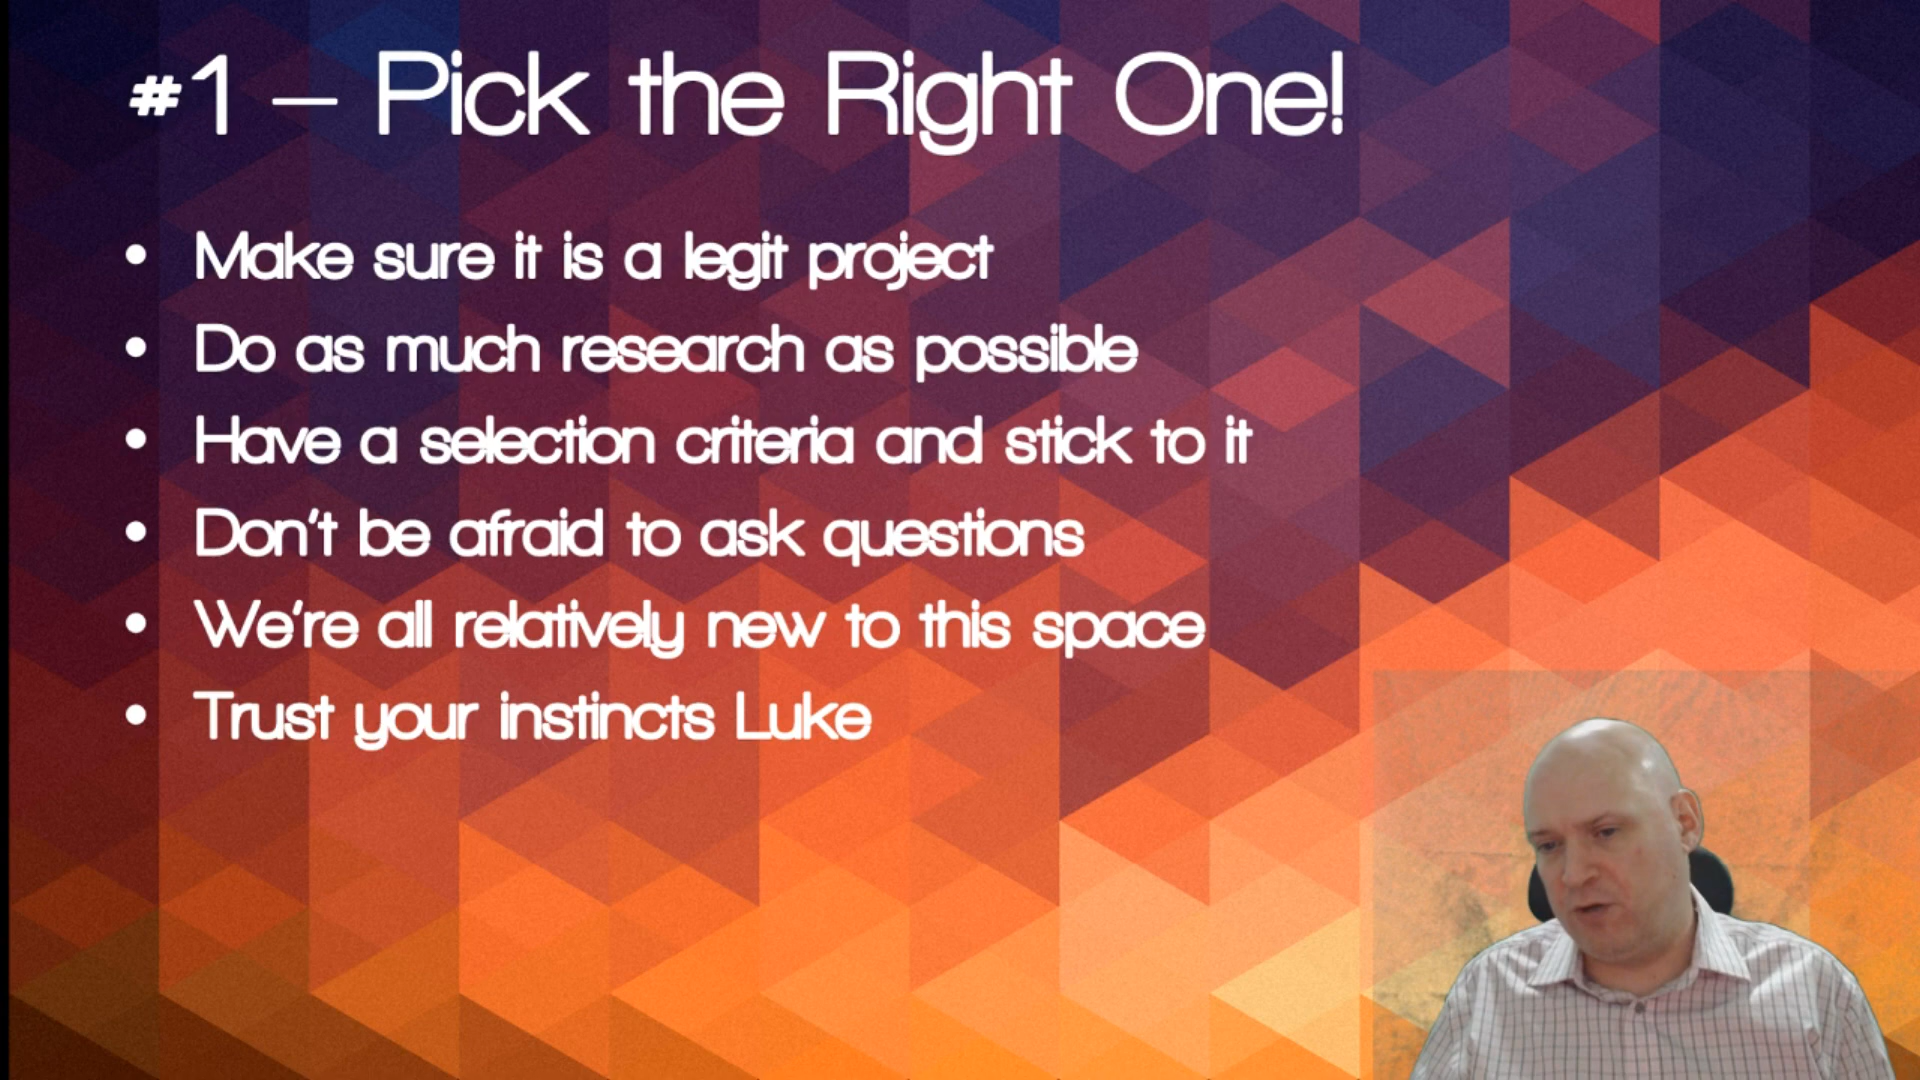 #1 – Pick the Right One!
• Make sure it is a legit project
• Do as much research as possible
• Have a selection criteria and stick to it
• Don't be afraid to ask questions
• We're all relatively new to this space
• Trust your instincts Luke